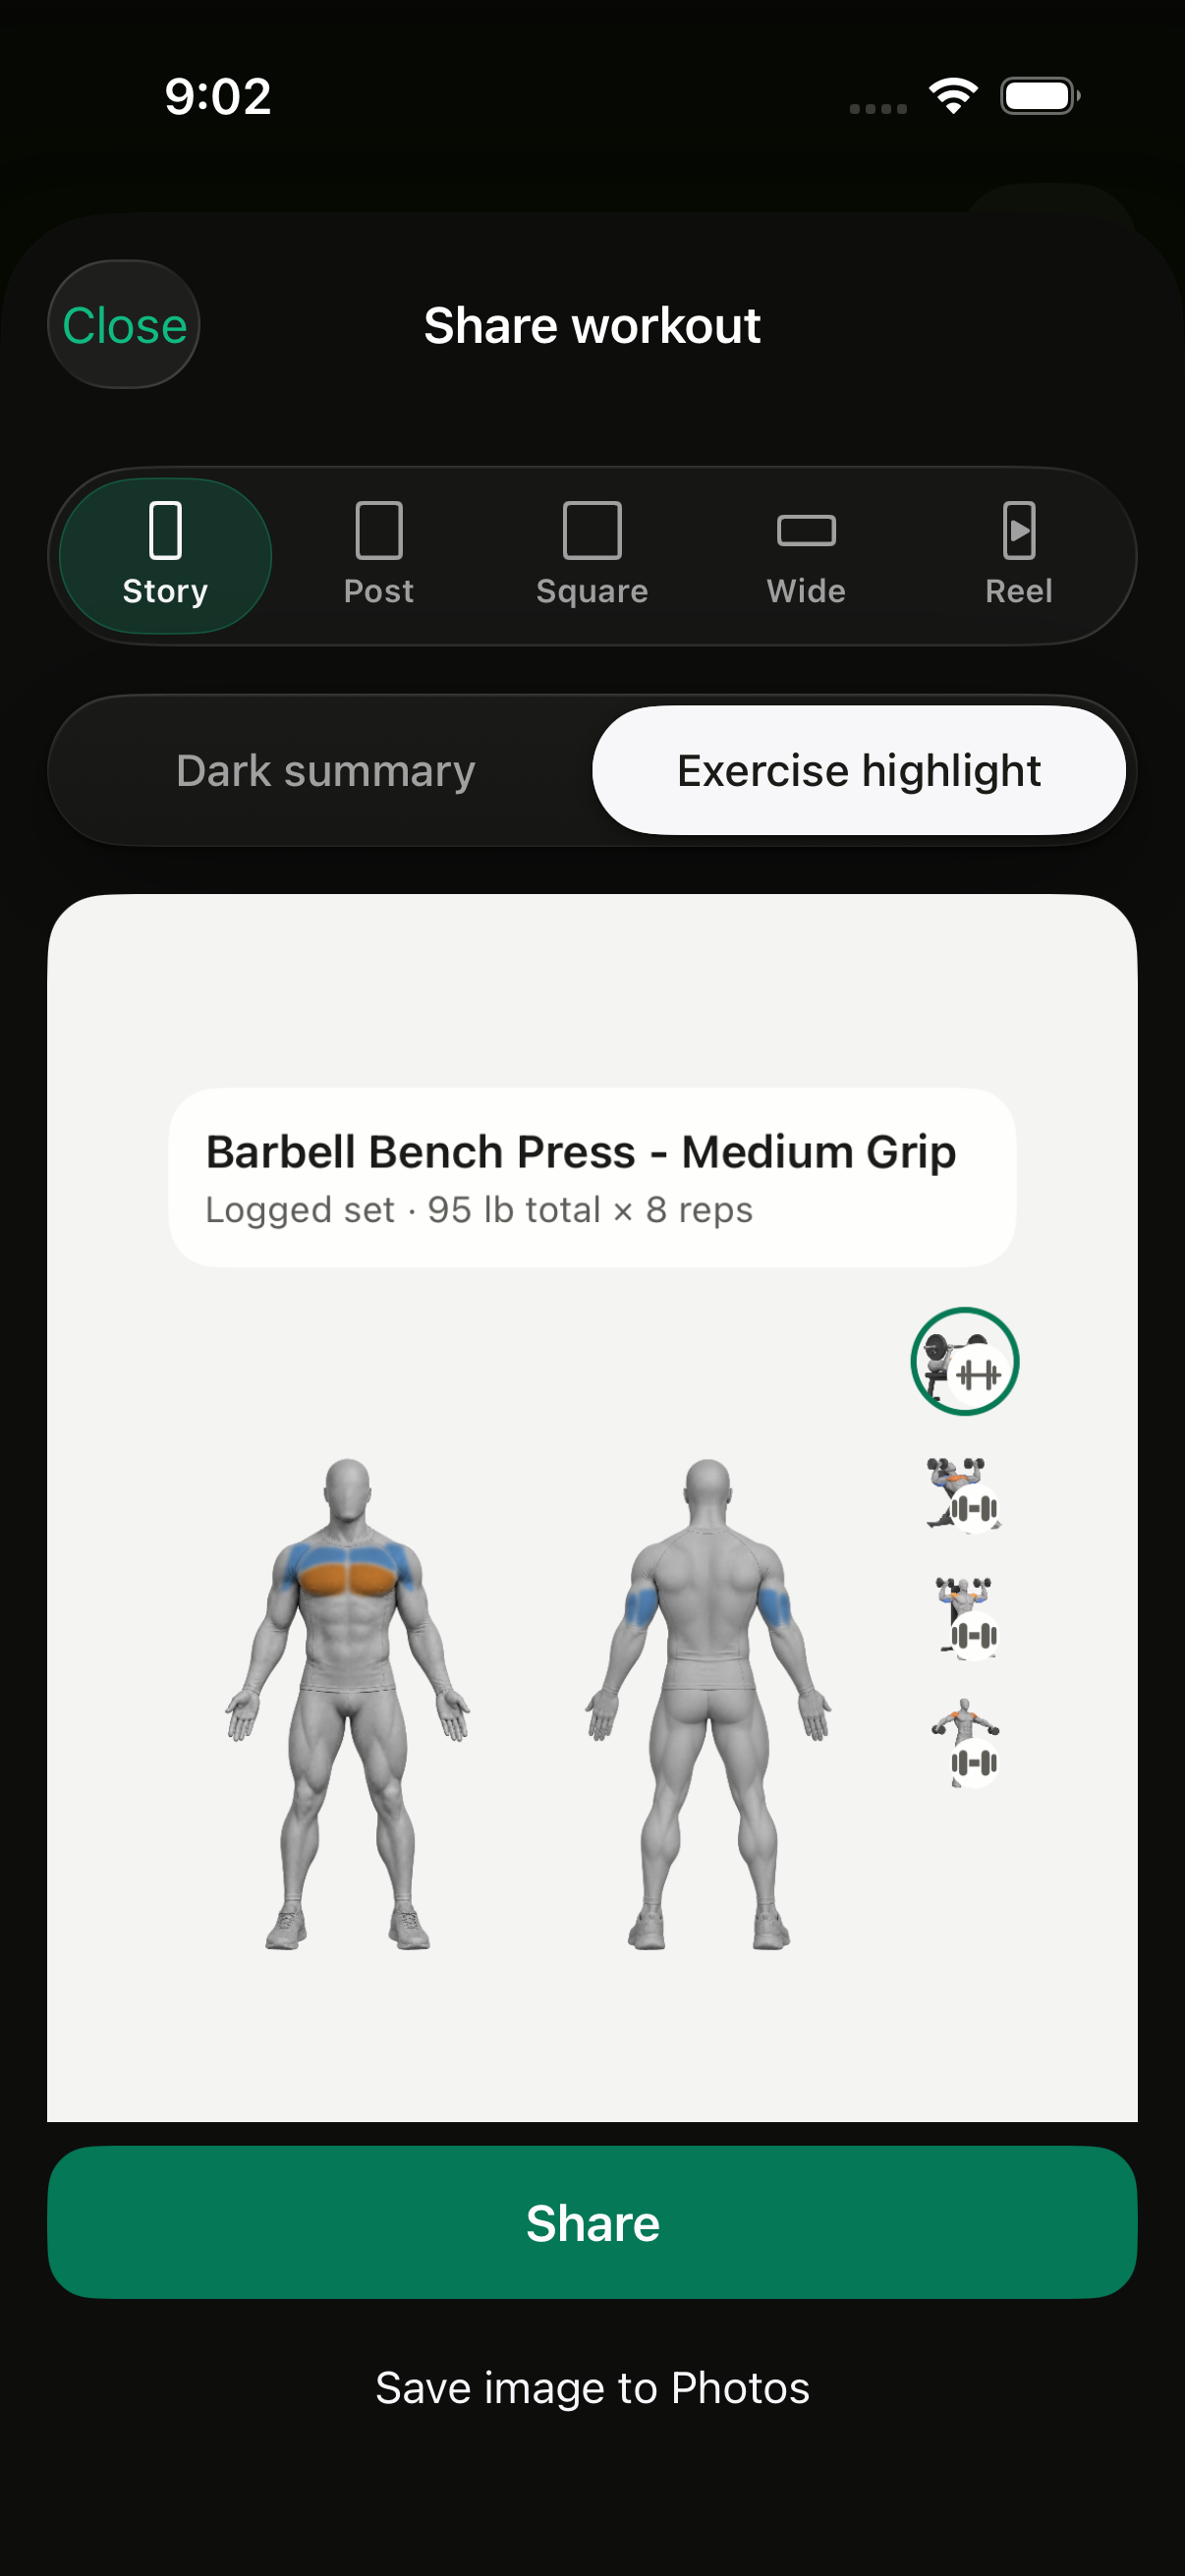 9:02
Close
Share workout
Story
Post
Square
Wide
Reel
Dark summary
Exercise highlight
Barbell Bench Press - Medium Grip
Logged set · 95 lb total × 8 reps
Share
Save image to Photos